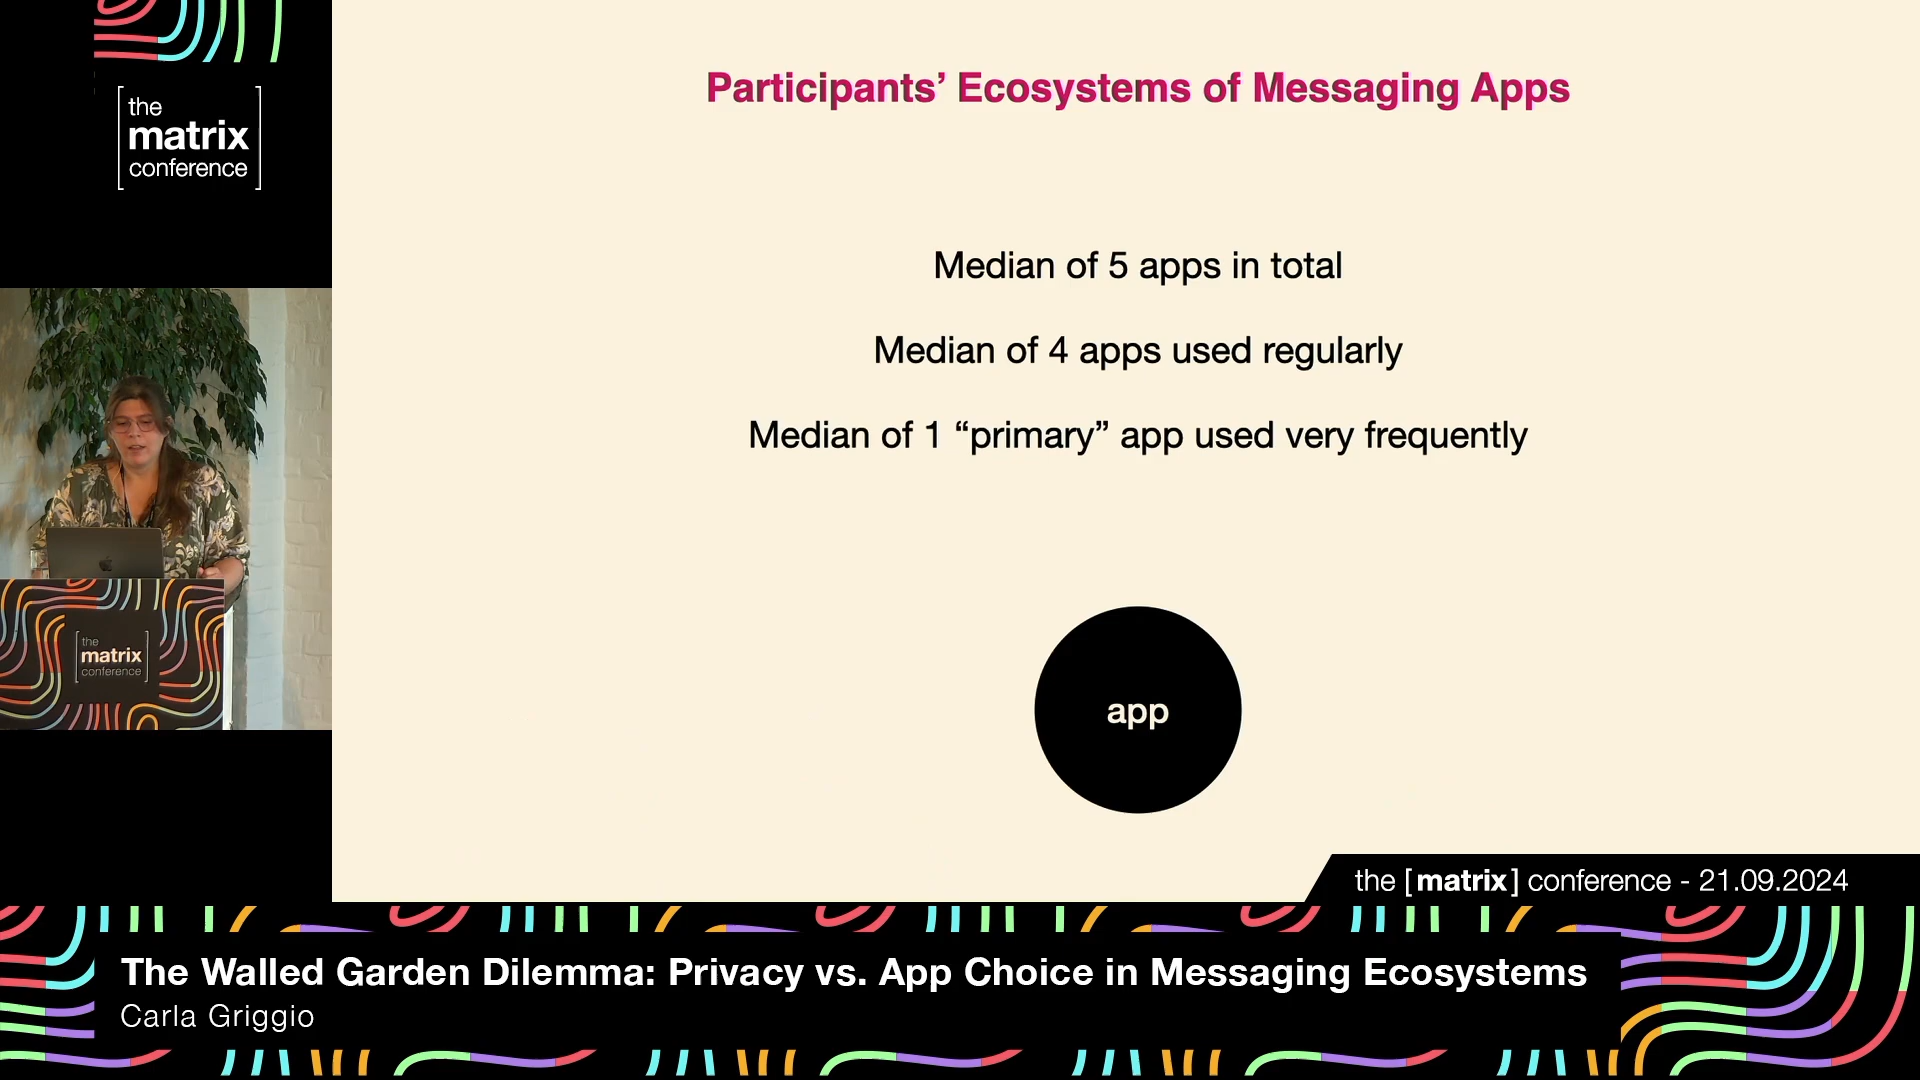 the
matrix
conference
Participants’ Ecosystems of Messaging Apps
Median of 5 apps in total
Median of 4 apps used regularly
Median of 1 “primary” app used very frequently
app
the
matrix
conference
the [matrix] conference - 21.09.2024
The Walled Garden Dilemma: Privacy vs. App Choice in Messaging Ecosystems
Carla Griggio